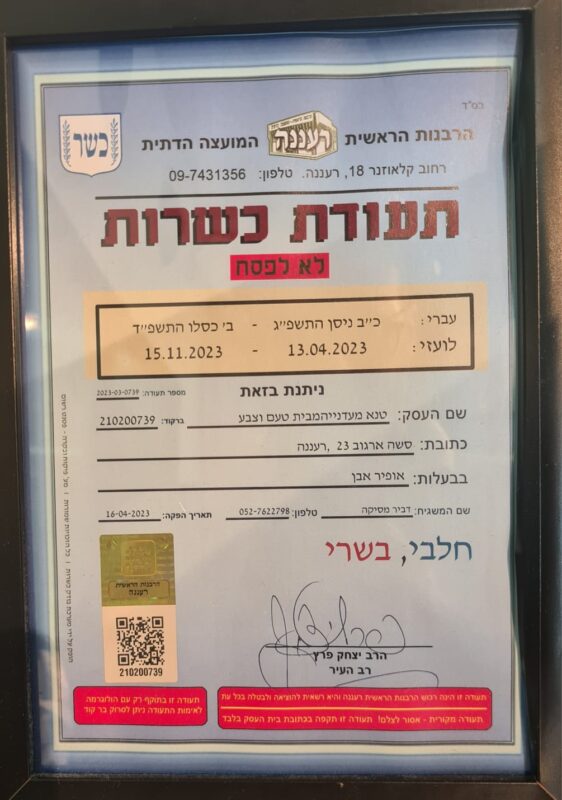 בס"ד
הרבנות הראשית רעננה המועצה הדתית
כשר
רחוב קלאוזנר 18, רעננה. טלפון: 09-7431356
תעודת כשרות
לא לפסח
עברי: כ"ב ניסן התשפ"ג - ב' כסלו התשפ"ד
לועזי: 13.04.2023 - 15.11.2023
ניתנת בזאת
מספר תעודה: 2023-03-0739
שם העסק: טנא מעדנייהמבית טעם וצבע ברקוד: 210200739
כתובת: סשה ארגוב 23 ,רעננה
בבעלות: אופיר אבן
שם המשגיח: דביר מסיקה טלפון: 052-7622798 תאריך הפקה: 16-04-2023
חלבי, בשרי
הרבנות הראשית
רעננה
210200739
הרב יצחק פרץ
רב העיר
תעודה זו הינה רכוש הרבנות הראשית רעננה והיא רשאית להוציאה ולבטלה בכל עת
תעודה מקורית - אסור לצלם! תעודה זו תקפה בכתובת בית העסק בלבד
תעודה זו בתוקף רק עם הולוגרמה
לאימות התעודה ניתן לסרוק בר קוד